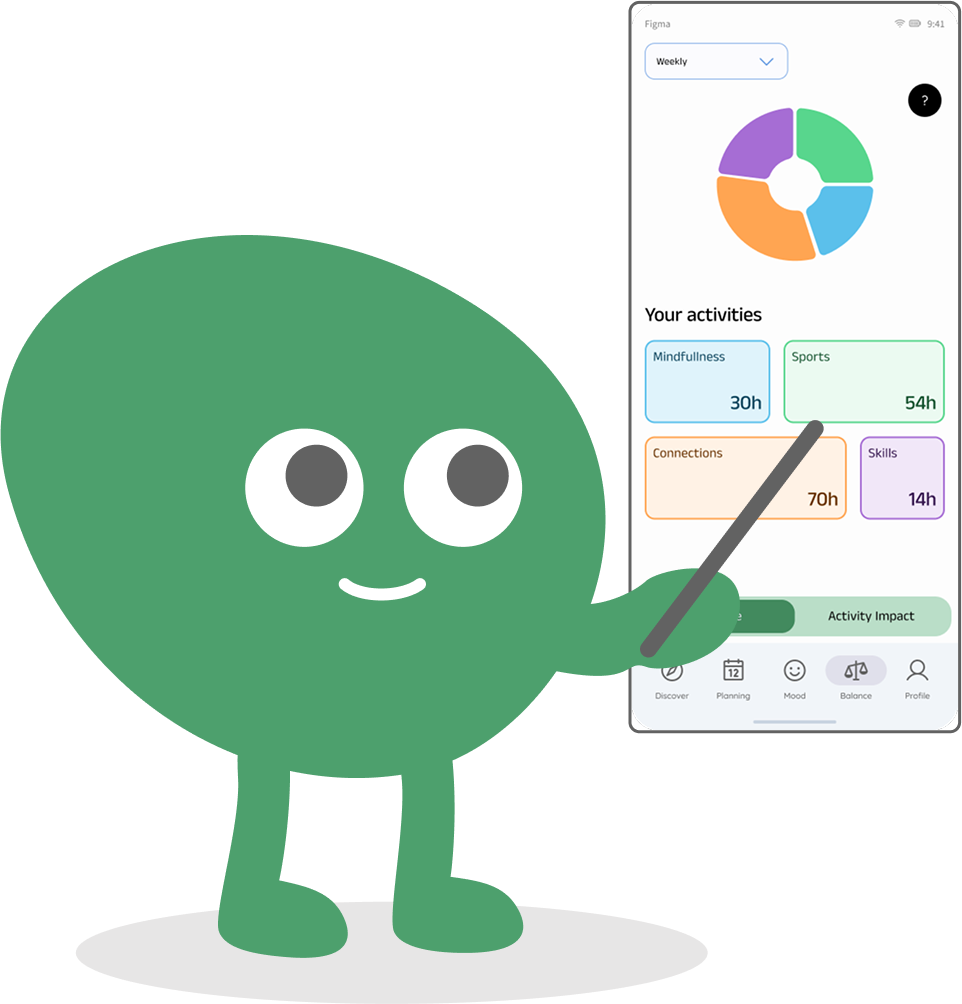 Figma 9:41
Weekly
?
Your activities
Mindfullness
30h
Sports
54h
Connections
70h
Skills
14h
Activity Impact
12
Discover Planning Mood Balance Profile